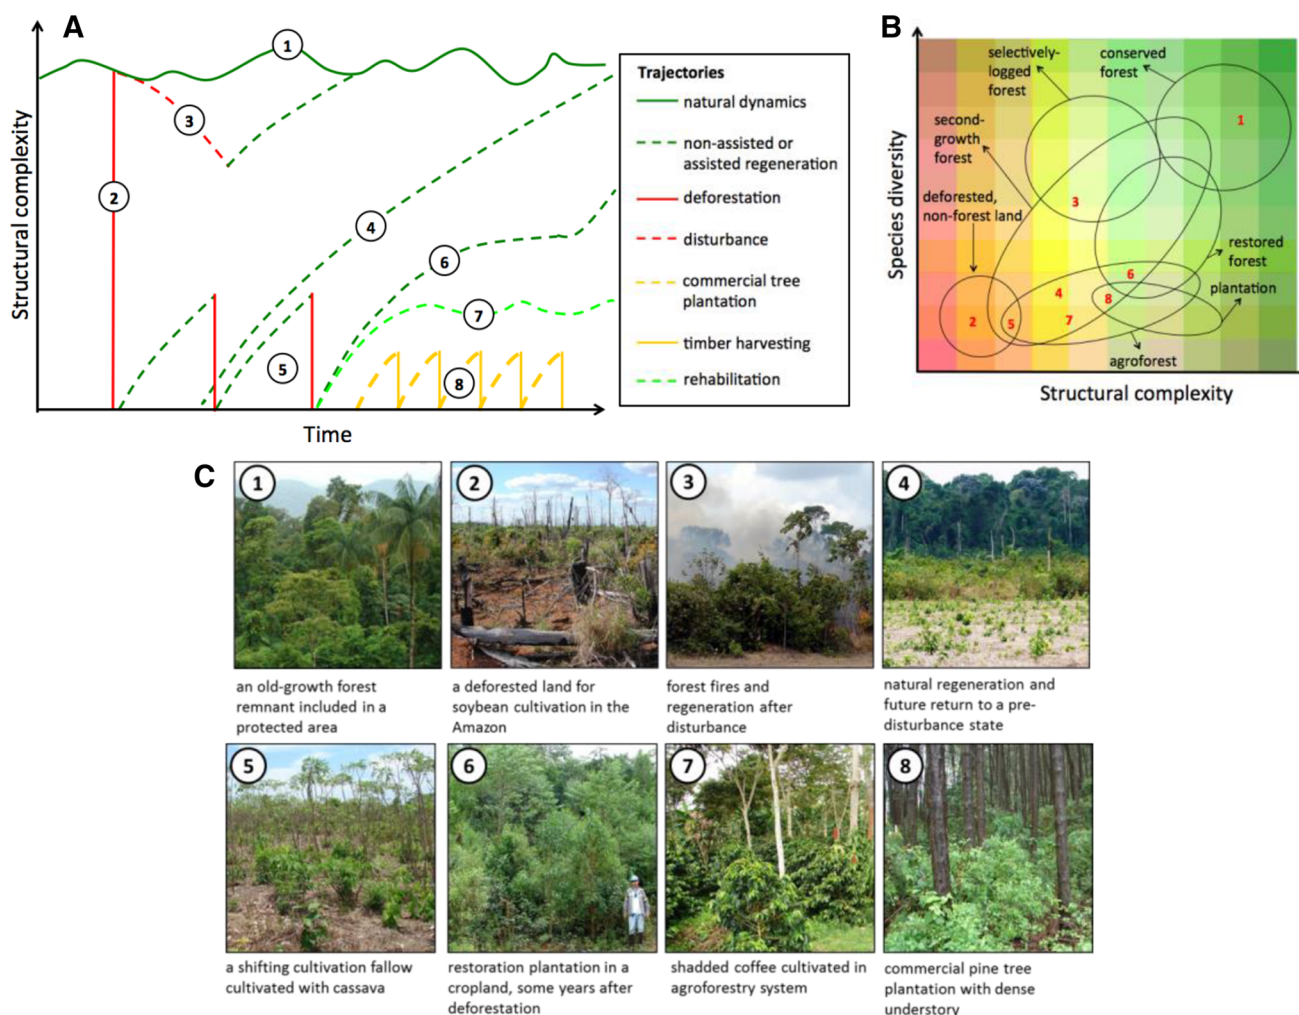 A
Structural complexity
1
2
3
4
5
6
7
8
Time
Trajectories
natural dynamics
non-assisted or
assisted regeneration
deforestation
disturbance
commercial tree
plantation
timber harvesting
rehabilitation
B
Species diversity
selectively-
logged
forest
conserved
forest
second-
growth
forest
deforested,
non-forest land
restored
forest
plantation
agroforest
1
3
6
4
8
2
5
7
Structural complexity
C
1
an old-growth forest
remnant included in a
protected area
2
a deforested land for
soybean cultivation in the
Amazon
3
forest fires and
regeneration after
disturbance
4
natural regeneration and
future return to a pre-
disturbance state
5
a shifting cultivation fallow
cultivated with cassava
6
restoration plantation in a
cropland, some years after
deforestation
7
shadded coffee cultivated in
agroforestry system
8
commercial pine tree
plantation with dense
understory